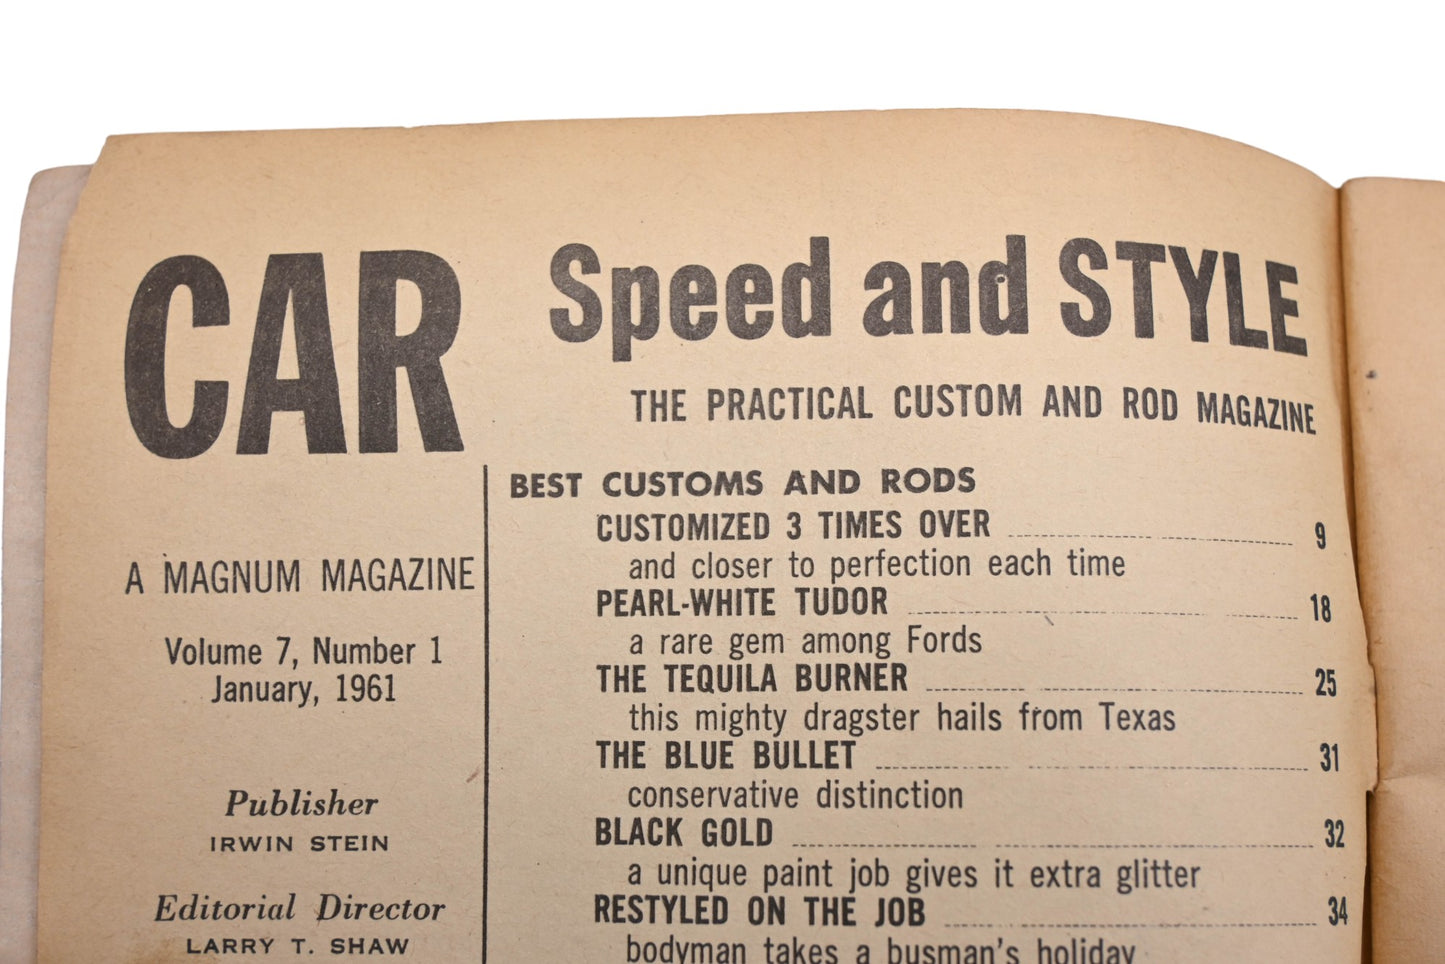 CAR Speed and STYLE
THE PRACTICAL CUSTOM AND ROD MAGAZINE
A MAGNUM MAGAZINE
Volume 7, Number 1
January, 1961
Publisher
IRWIN STEIN
Editorial Director
LARRY T. SHAW
BEST CUSTOMS AND RODS
CUSTOMIZED 3 TIMES OVER 9
and closer to perfection each time
PEARL-WHITE TUDOR 18
a rare gem among Fords
THE TEQUILA BURNER 25
this mighty dragster hails from Texas
THE BLUE BULLET 31
conservative distinction
BLACK GOLD 32
a unique paint job gives it extra glitter
RESTYLED ON THE JOB 34
bodyman takes a busman's holiday